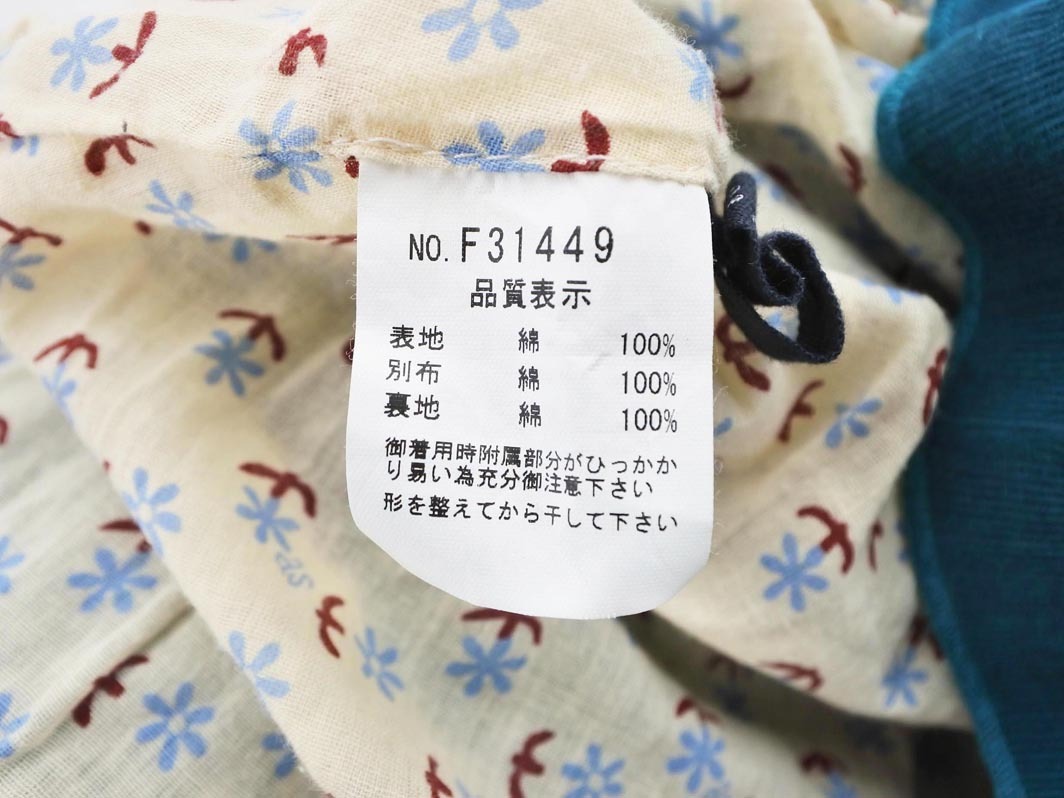 NO. F31449
品質表示
表地 綿 100%
別布 綿 100%
裏地 綿 100%
御着用時附属部分がひっかか
り易い為充分御注意下さい
形を整えてから干して下さい
as